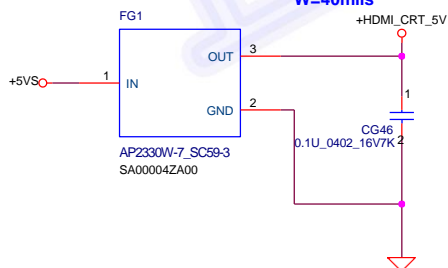 W=40mils
FG1
+HDMI_CRT_5V
OUT 3
+5VS 1 IN
1
GND 2
CG46
0.1U_0402_16V7K 2
AP2330W-7_SC59-3
SA00004ZA00